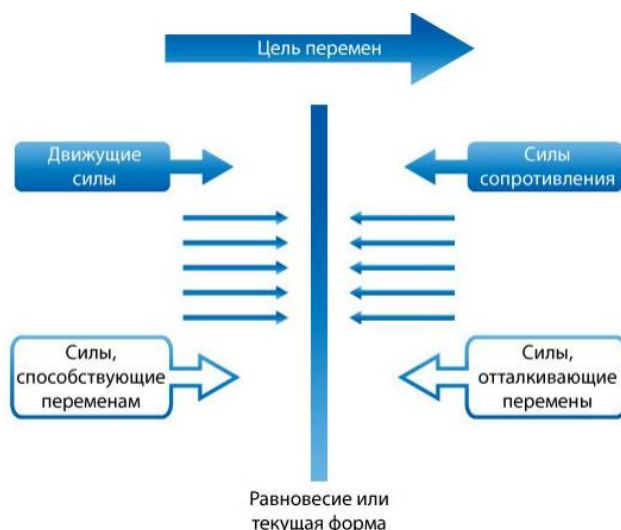 Цель перемен
Движущие
силы
Силы
сопротивления
Силы,
способствующие
переменам
Силы,
отталкивающие
перемены
Равновесие или
текущая форма